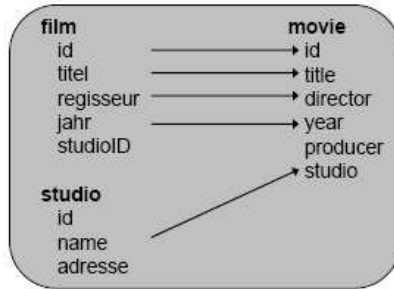 film
id
titel
regisseur
jahr
studioID
studio
id
name
adresse
movie
id
title
director
year
producer
studio